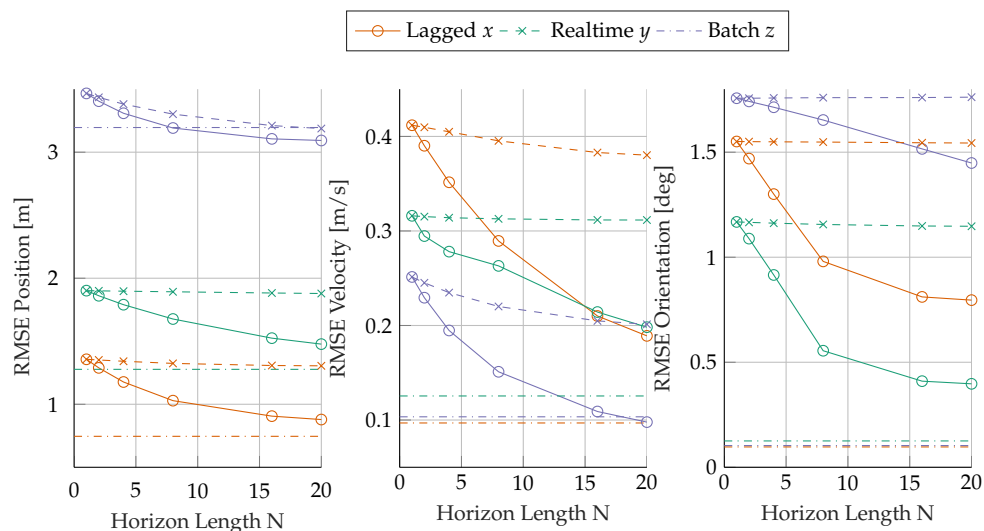 Lagged x Realtime y Batch z
RMSE Position [m]
3
2
1
0 5 10 15 20
Horizon Length N
RMSE Velocity [m/s]
0.4
0.3
0.2
0.1
0 5 10 15 20
Horizon Length N
RMSE Orientation [deg]
1.5
1
0.5
0
0 5 10 15 20
Horizon Length N